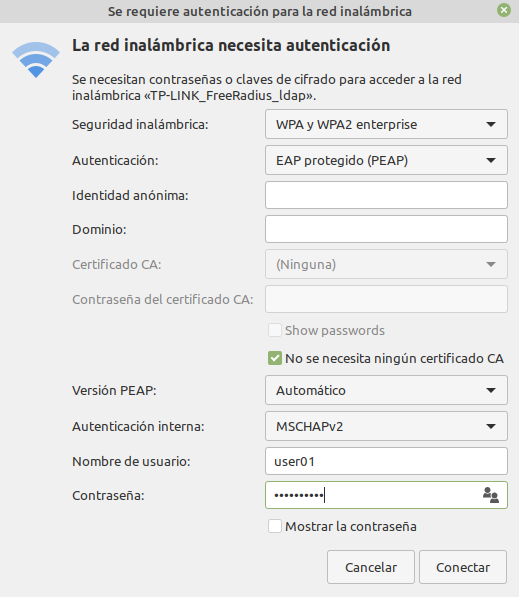 Se requiere autenticación para la red inalámbrica
La red inalámbrica necesita autenticación
Se necesitan contraseñas o claves de cifrado para acceder a la red
inalámbrica «TP-LINK_FreeRadius_ldap».
Seguridad inalámbrica: WPA y WPA2 enterprise
Autenticación: EAP protegido (PEAP)
Identidad anónima:
Dominio:
Certificado CA: (Ninguna)
Contraseña del certificado CA:
Show passwords
No se necesita ningún certificado CA
Versión PEAP: Automático
Autenticación interna: MSCHAPv2
Nombre de usuario: user01
Contraseña: ••••••••••
Mostrar la contraseña
Cancelar Conectar